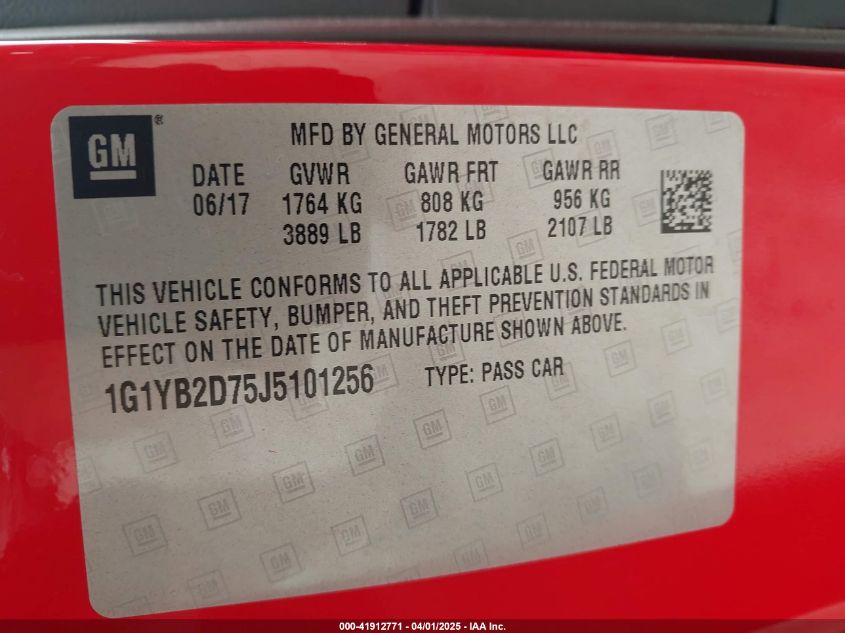 GM ®
MFD BY GENERAL MOTORS LLC
DATE GVWR GAWR FRT GAWR RR
06/17 1764 KG 808 KG 956 KG
3889 LB 1782 LB 2107 LB
THIS VEHICLE CONFORMS TO ALL APPLICABLE U.S. FEDERAL MOTOR
VEHICLE SAFETY, BUMPER, AND THEFT PREVENTION STANDARDS IN
EFFECT ON THE DATE OF MANUFACTURE SHOWN ABOVE.
1G1YB2D75J5101256 TYPE: PASS CAR
000-41912771 - 04/01/2025 - IAA Inc.